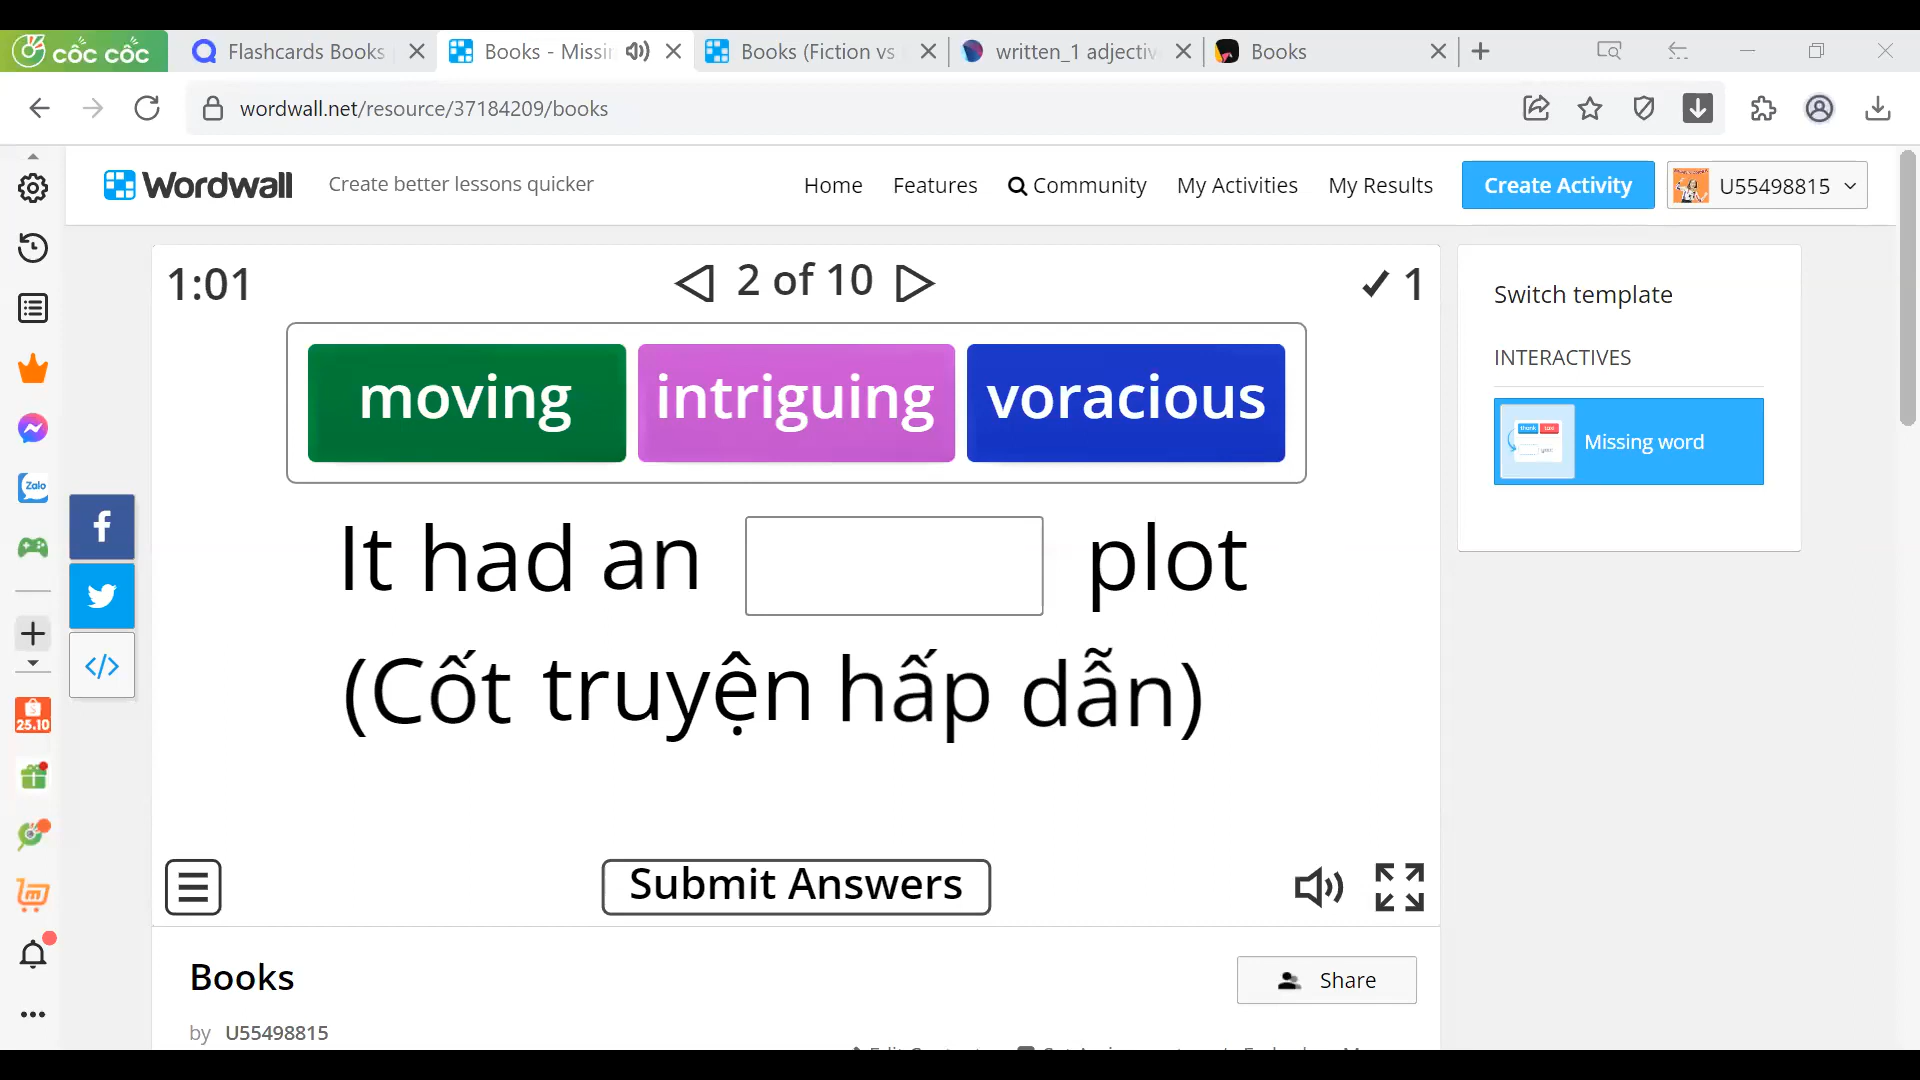 cốc cốc
Flashcards Books
Books - Missin
Books (Fiction vs
written_1 adjectiv
Books
wordwall.net/resource/37184209/books
Wordwall
Create better lessons quicker
Home
Features
Community
My Activities
My Results
Create Activity
U55498815
1:01
2 of 10
1
moving
intriguing
voracious
It had an plot
(Cốt truyện hấp dẫn)
Submit Answers
Switch template
INTERACTIVES
Missing word
Zalo
25.10
Books
Share
by U55498815